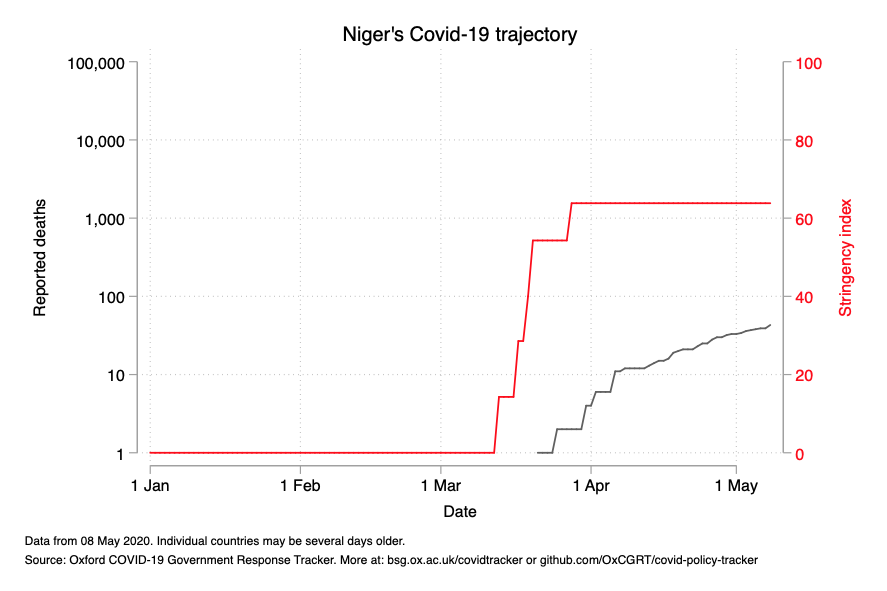 Niger's Covid-19 trajectory
100,000
10,000
1,000
100
10
1
Reported deaths
100
80
60
40
20
0
Stringency index
1 Jan 1 Feb 1 Mar 1 Apr 1 May
Date
Data from 08 May 2020. Individual countries may be several days older.
Source: Oxford COVID-19 Government Response Tracker. More at: bsg.ox.ac.uk/covidtracker or github.com/OxCGRT/covid-policy-tracker